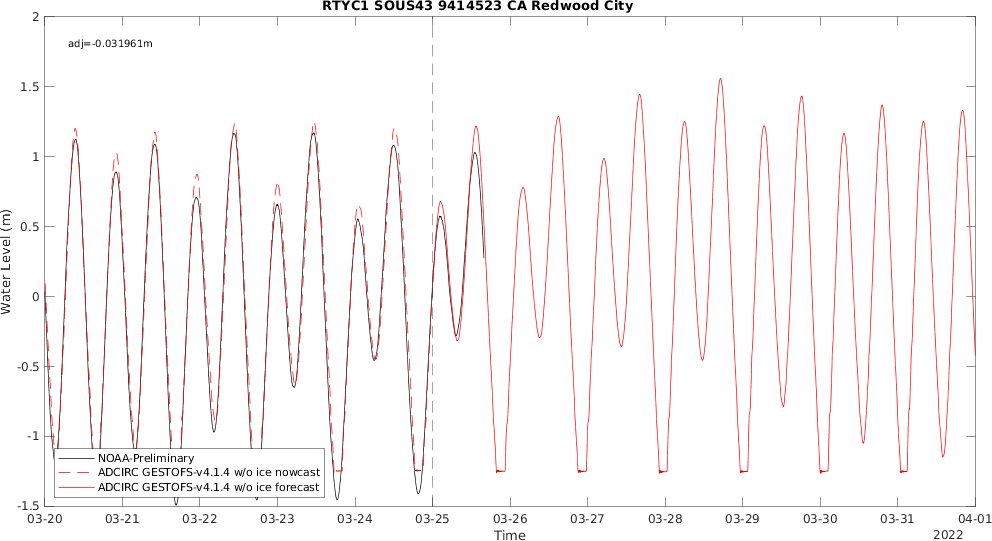 RTYC1 SOUS43 9414523 CA Redwood City
adj=-0.031961m
2
1.5
1
0.5
0
-0.5
-1
-1.5
Water Level (m)
NOAA-Preliminary
ADCIRC GESTOFS-v4.1.4 w/o ice nowcast
ADCIRC GESTOFS-v4.1.4 w/o ice forecast
03-20 03-21 03-22 03-23 03-24 03-25 03-26 03-27 03-28 03-29 03-30 03-31 04-01
Time
2022